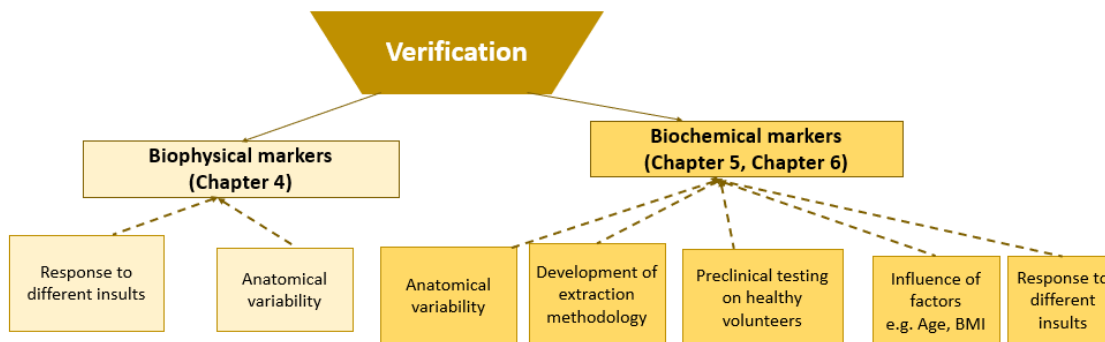 Verification
Biophysical markers
(Chapter 4)
Biochemical markers
(Chapter 5, Chapter 6)
Response to
different insults
Anatomical
variability
Anatomical
variability
Development of
extraction
methodology
Preclinical testing
on healthy
volunteers
Influence of
factors
e.g. Age, BMI
Response to
different
insults